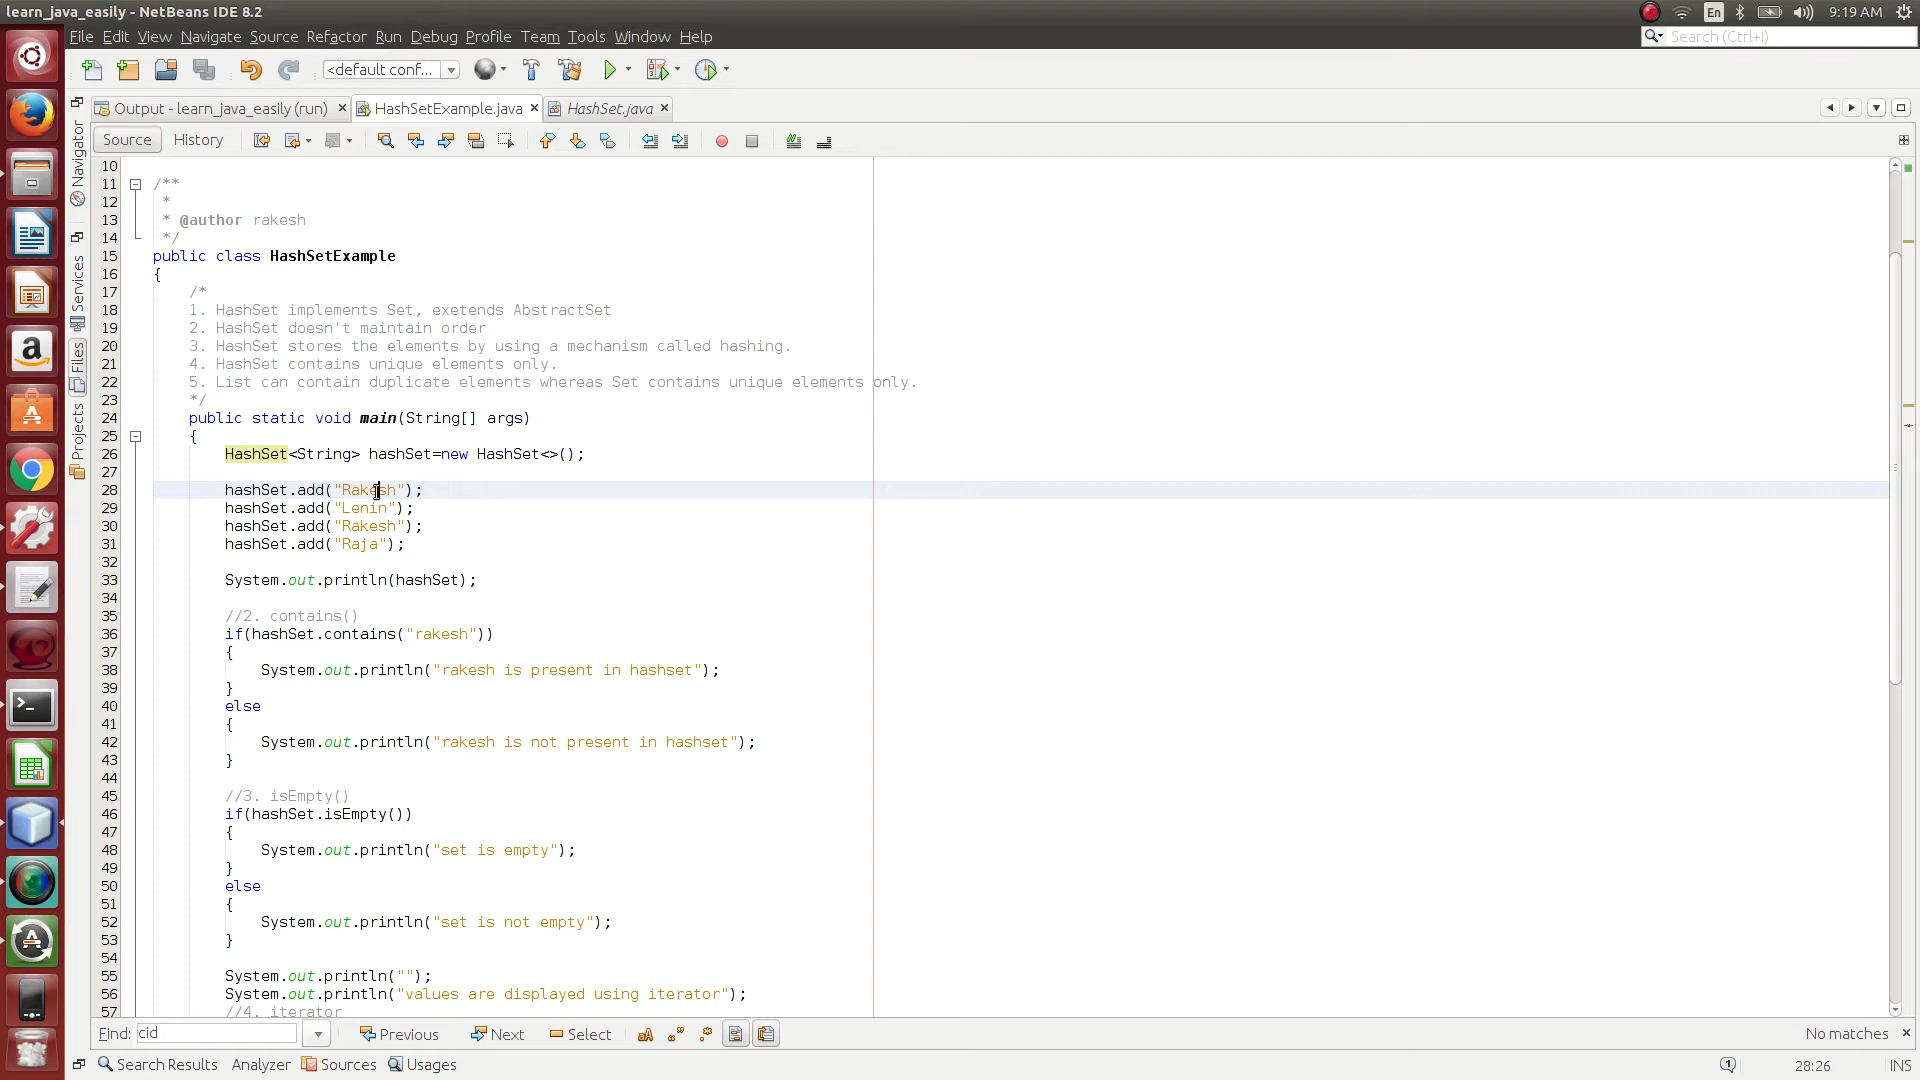 learn_java_easily - NetBeans IDE 8.2
En
9:19 AM
File Edit View Navigate Source Refactor Run Debug Profile Team Tools Window Help
Search (Ctrl+I)
<default conf...
Output - learn_java_easily (run)
HashSetExample.java
HashSet.java
Source
History
Navigator
Services
Files
Projects
10
11 /**
12 *
13 * @author rakesh
14 */
15 public class HashSetExample
16 {
17 /*
18 1. HashSet implements Set, exetends AbstractSet
19 2. HashSet doesn't maintain order
20 3. HashSet stores the elements by using a mechanism called hashing.
21 4. HashSet contains unique elements only.
22 5. List can contain duplicate elements whereas Set contains unique elements only.
23 */
24 public static void main(String[] args)
25 {
26 HashSet<String> hashSet=new HashSet<>();
27
28 hashSet.add("Rakesh");
29 hashSet.add("Lenin");
30 hashSet.add("Rakesh");
31 hashSet.add("Raja");
32
33 System.out.println(hashSet);
34
35 //2. contains()
36 if(hashSet.contains("rakesh"))
37 {
38 System.out.println("rakesh is present in hashset");
39 }
40 else
41 {
42 System.out.println("rakesh is not present in hashset");
43 }
44
45 //3. isEmpty()
46 if(hashSet.isEmpty())
47 {
48 System.out.println("set is empty");
49 }
50 else
51 {
52 System.out.println("set is not empty");
53 }
54
55 System.out.println("");
56 System.out.println("values are displayed using iterator");
57 //4. iterator
Find: cid
Previous
Next
Select
No matches
Search Results
Analyzer
Sources
Usages
28:26
INS